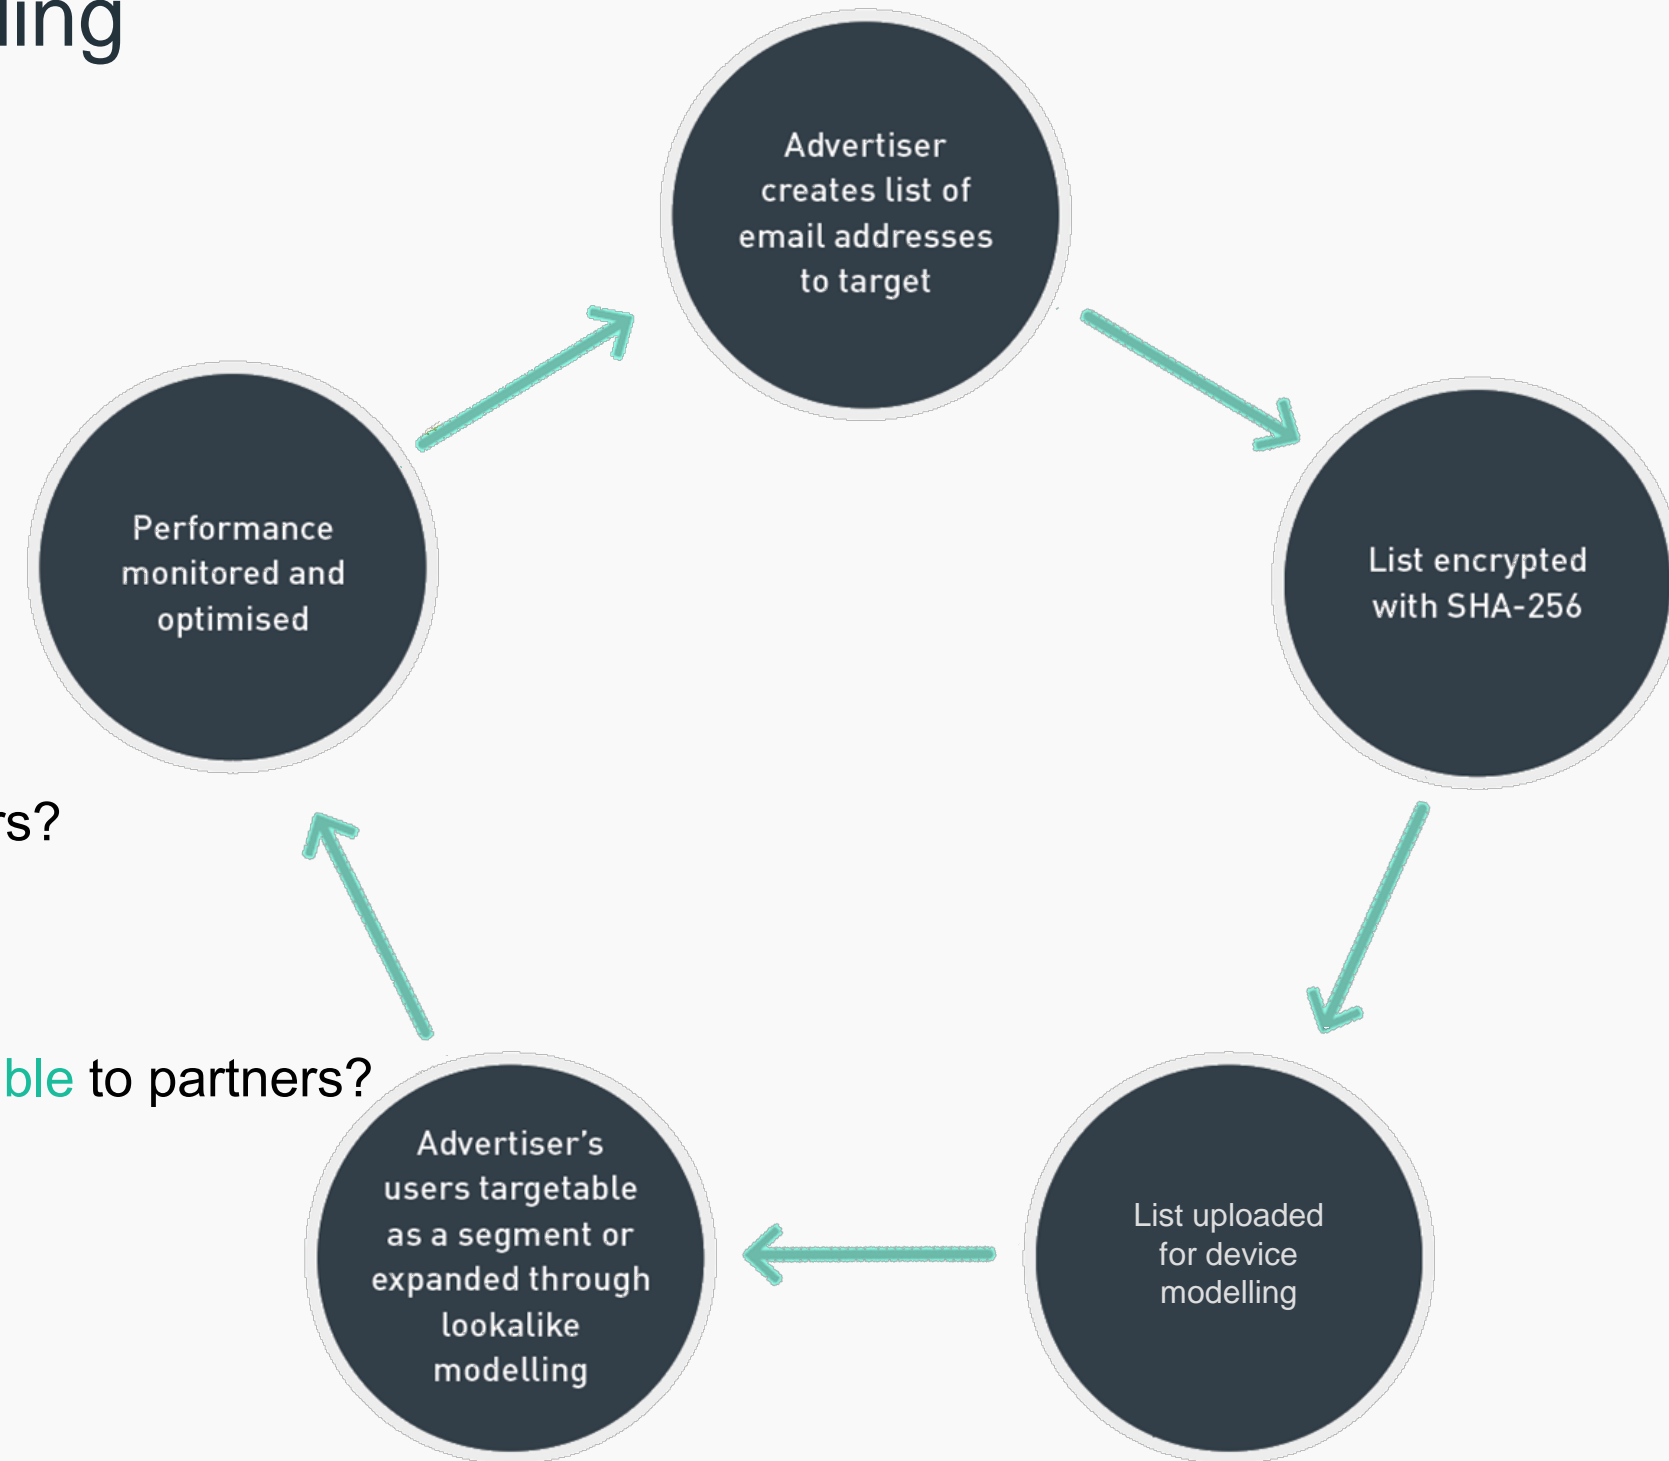 ling
Advertiser
creates list of
email addresses
to target
List encrypted
with SHA-256
Performance
monitored and
optimised
rs?
ble to partners?
List uploaded
for device
modelling
Advertiser’s
users targetable
as a segment or
expanded through
lookalike
modelling